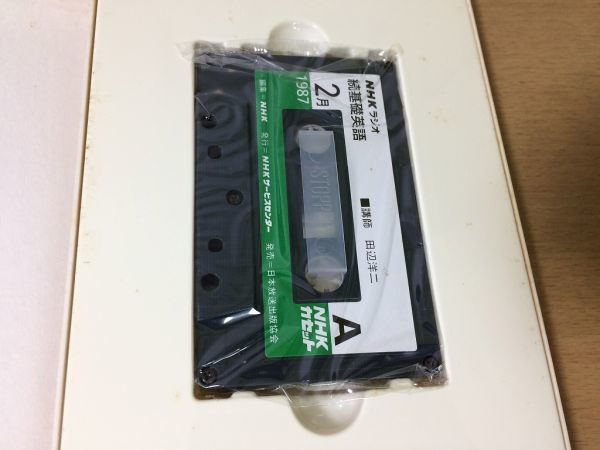 NHKラジオ
続基礎英語
2月
1987
■講師 田辺洋二
STOPP
A
NHK
カセット
編集＝NHK 発行＝NHKサービスセンター 発売＝日本放送出版協会